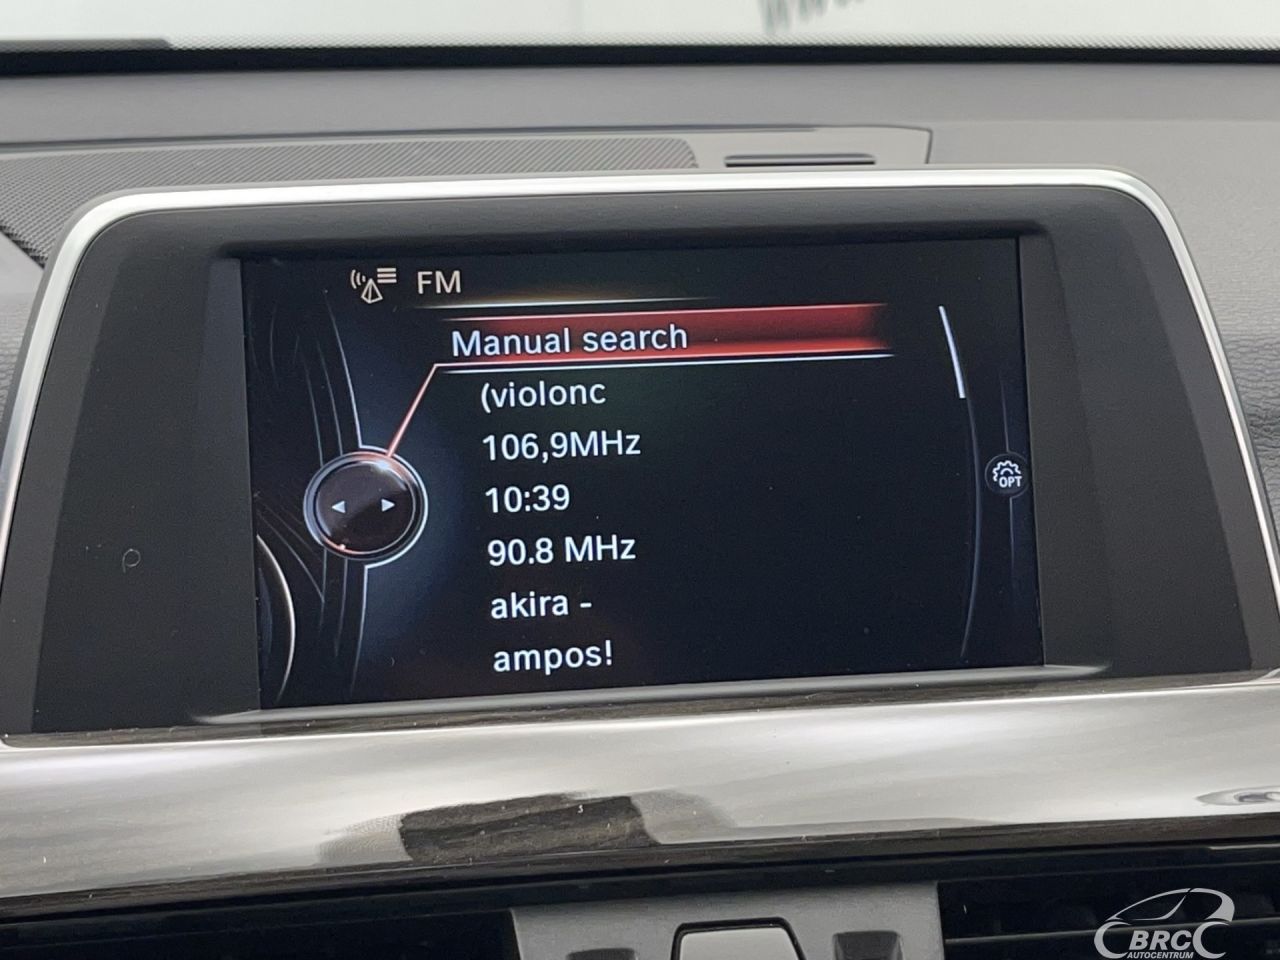 FM
Manual search
(violonc
106,9MHz
10:39
90.8 MHz
akira -
ampos!
OPT
BRC
AUTOCENTRUM